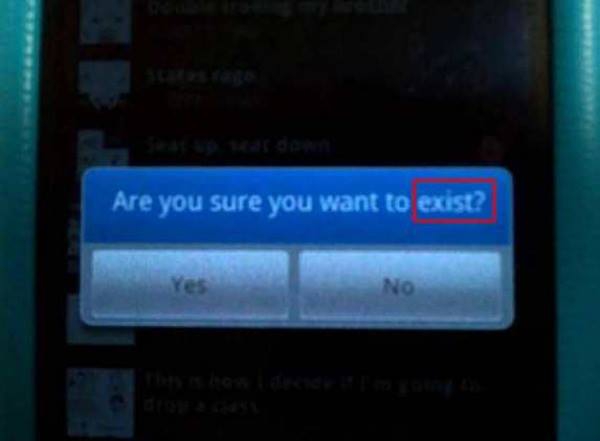 Double ironing my brother
States rage
Seat up, seat down
Are you sure you want to exist?
Yes
No
This is how I decide if I'm going to
drop a class